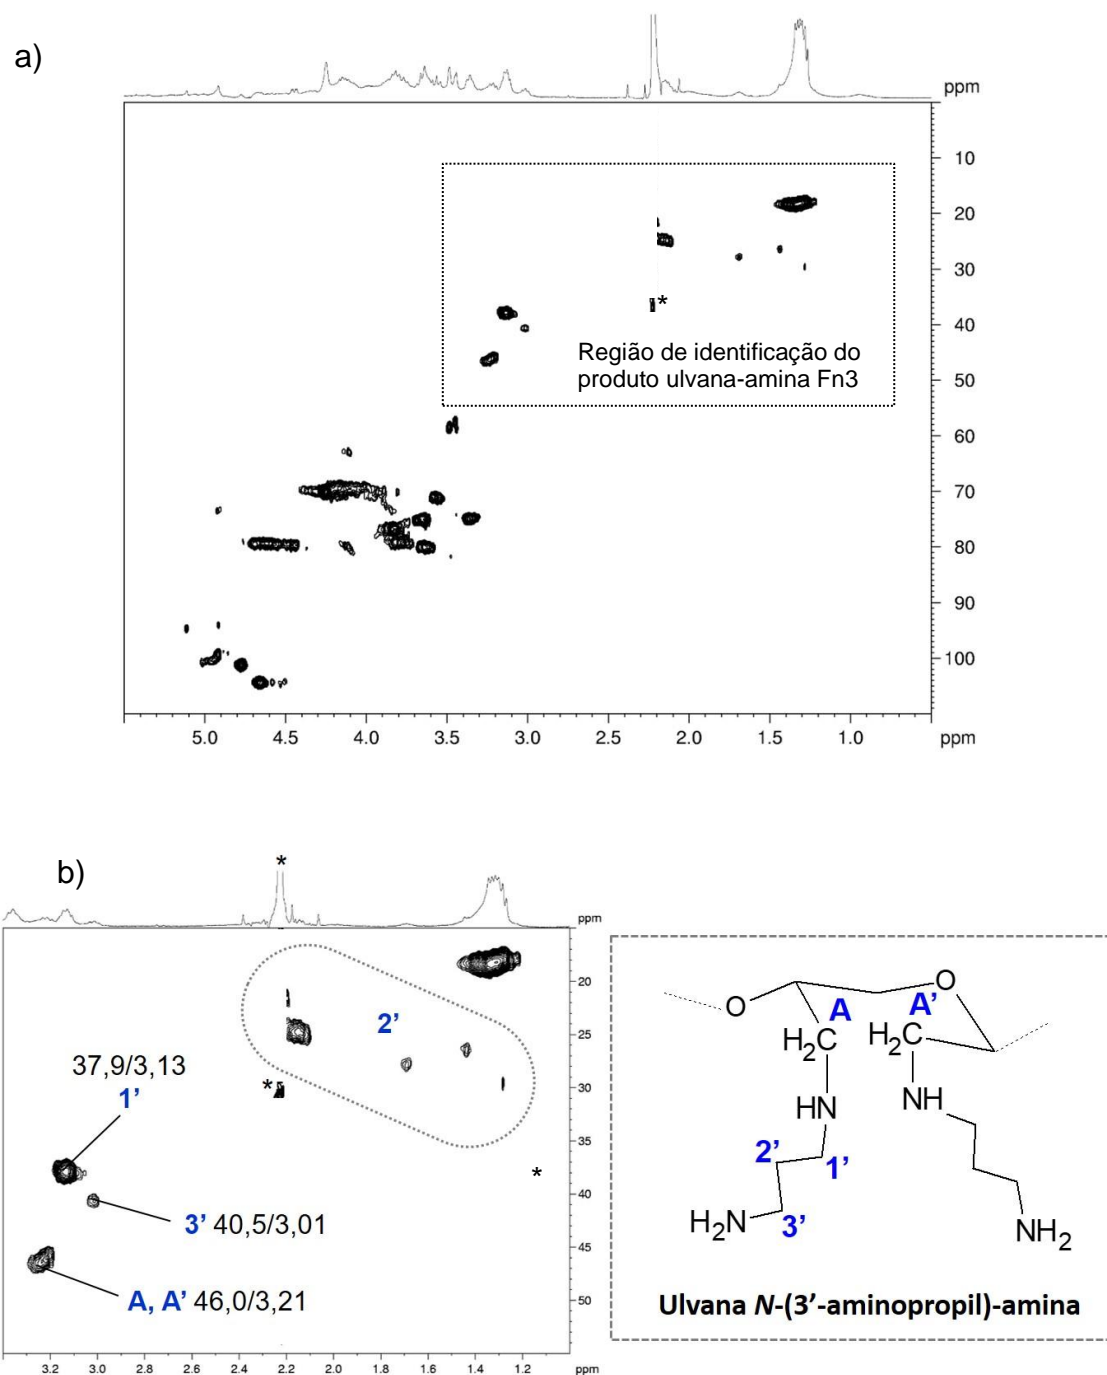 a)
ppm
10
20
30
*
40
Região de identificação do
produto ulvana-amina Fn3
50
60
70
80
90
100
5.0 4.5 4.0 3.5 3.0 2.5 2.0 1.5 1.0 ppm
b)
*
ppm
20
2'
25
37,9/3,13
1'
*
30
35
*
40
3' 40,5/3,01
45
A, A' 46,0/3,21
50
3.2 3.0 2.8 2.6 2.4 2.2 2.0 1.8 1.6 1.4 1.2 ppm
O A A' O
H2C H2C
HN NH
2' 1'
H2N 3' NH2
Ulvana N-(3'-aminopropil)-amina